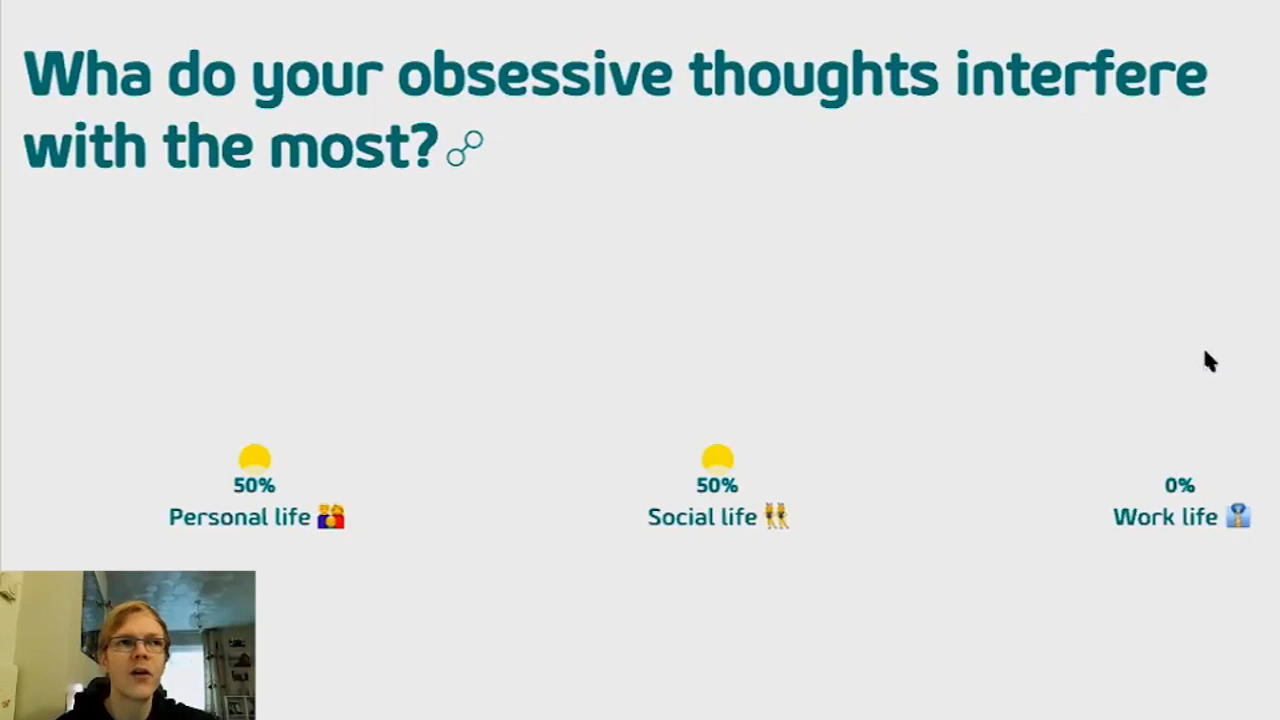 Wha do your obsessive thoughts interfere
with the most?
50%
50%
0%
Personal life
Social life
Work life